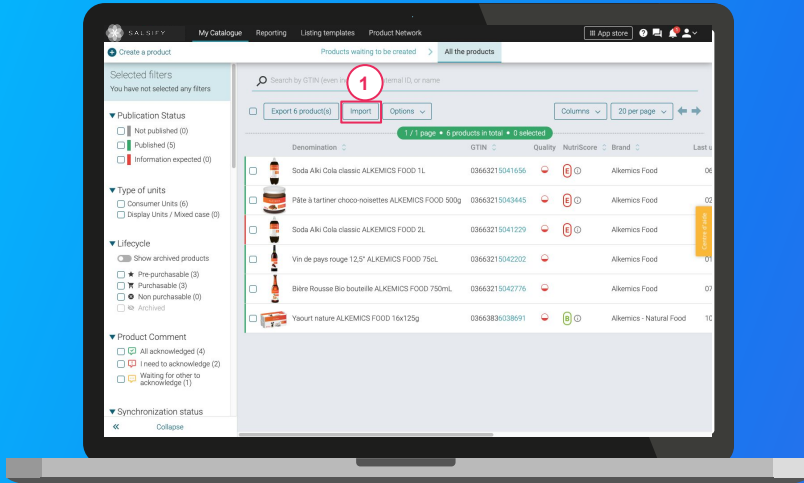 SALSIFY
My Catalogue
Reporting
Listing templates
Product Network
App store
Create a product
Products waiting to be created
All the products
Selected filters
You have not selected any filters
1
Export 6 product(s)
Import
Options
Columns
20 per page
1 / 1 page • 6 products in total • 0 selected
Publication Status
Not published (0)
Published (5)
Information expected (0)
Type of units
Consumer Units (6)
Display Units / Mixed case (0)
Lifecycle
Show archived products
Pre-purchasable (3)
Purchasable (3)
Non purchasable (0)
Archived
Product Comment
All acknowledged (4)
I need to acknowledge (2)
Waiting for other to
acknowledge (1)
Synchronization status
Collapse
Denomination GTIN Quality NutriScore Brand
Soda Alki Cola classic ALKEMICS FOOD 1L 03663215041656 E Alkemics Food 06
Pâte à tartiner choco-noisettes ALKEMICS FOOD 500g 03663215043445 E Alkemics Food 02
Soda Alki Cola classic ALKEMICS FOOD 2L 03663215041229 E Alkemics Food
Vin de pays rouge 12,5° ALKEMICS FOOD 75cL 03663215042202 Alkemics Food 01
Bière Rousse Bio bouteille ALKEMICS FOOD 750mL 03663215042776 Alkemics Food 07
Yaourt nature ALKEMICS FOOD 16x125g 03663836038691 B Alkemics - Natural Food 10